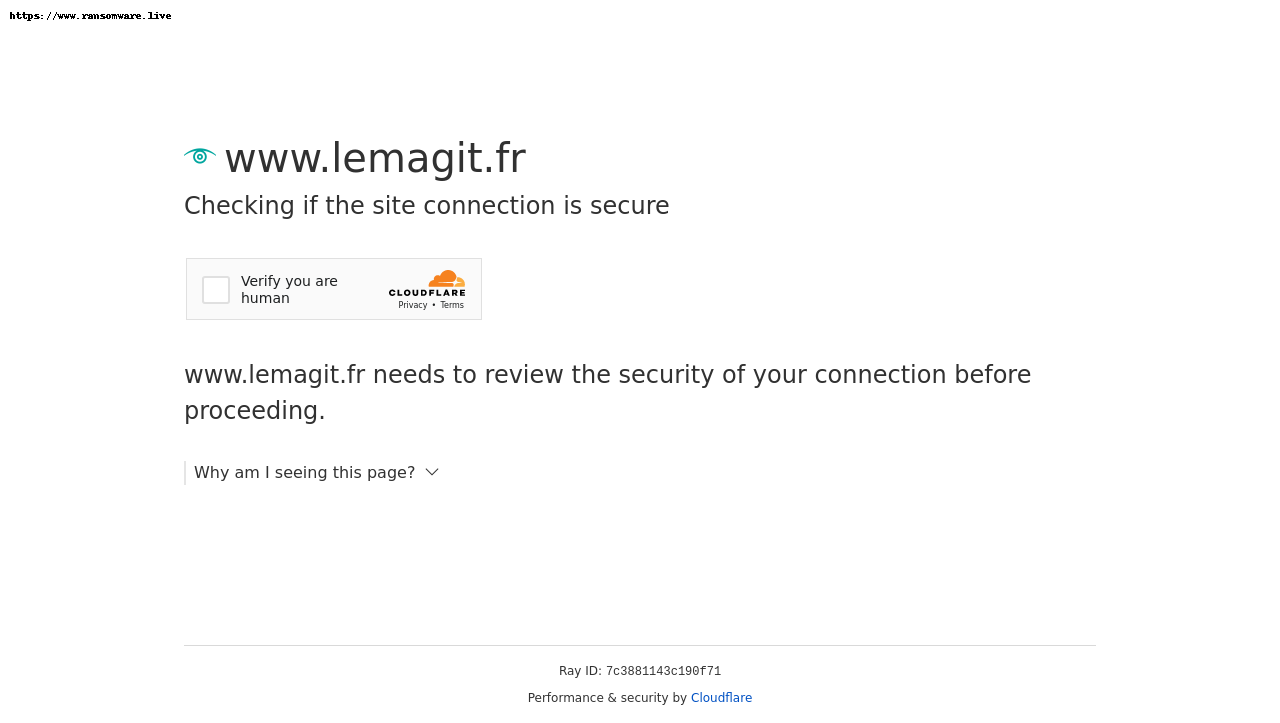 https://www.ransomware.live
www.lemagit.fr
Checking if the site connection is secure
Verify you are
human
CLOUDFLARE
Privacy • Terms
www.lemagit.fr needs to review the security of your connection before
proceeding.
Why am I seeing this page?
Ray ID: 7c3881143c190f71
Performance & security by Cloudflare